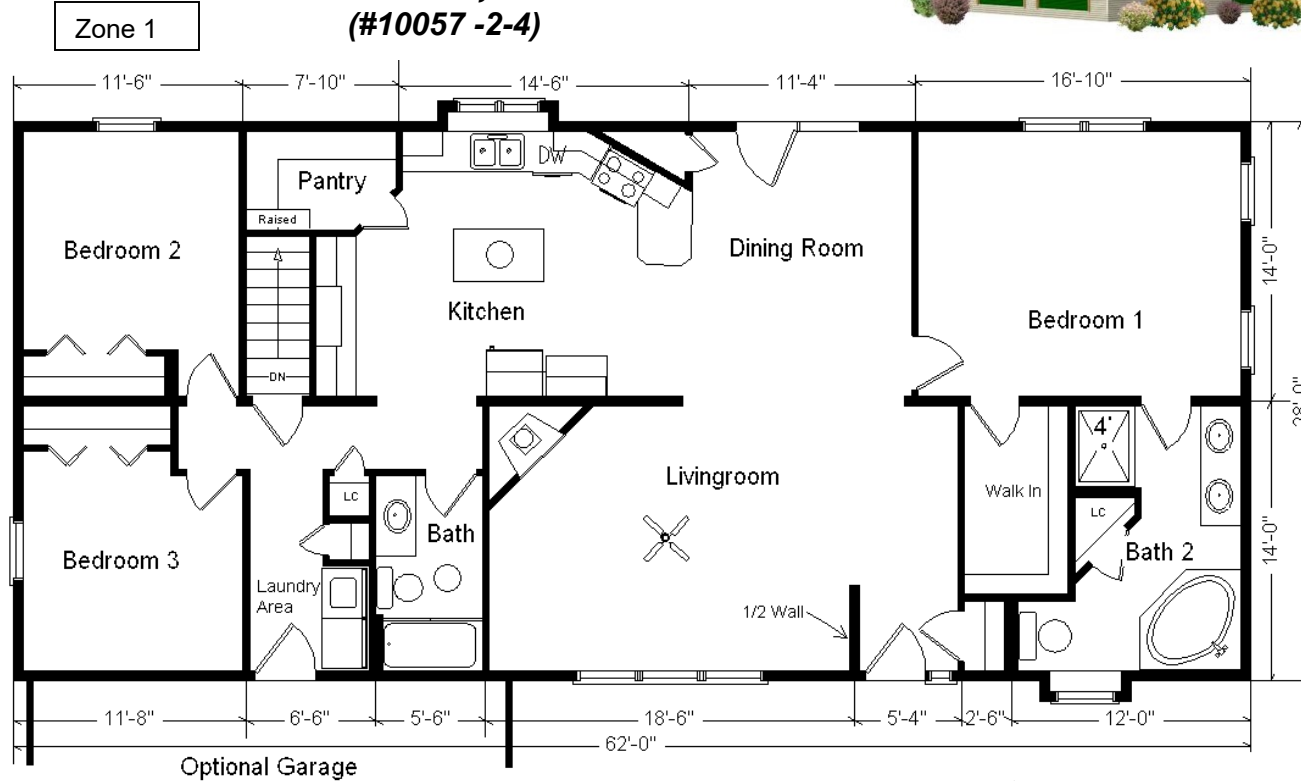 Zone 1
(#10057 -2-4)
11'-6"
7'-10"
14'-6"
11'-4"
16'-10"
Pantry
DW
Raised
Bedroom 2
Dining Room
14'-0"
Kitchen
Bedroom 1
DN
28'-0"
4'
Livingroom
LC
Walk In
LC
Bath
Bath 2
14'-0"
Bedroom 3
Laundry
Area
1/2 Wall
11'-8"
6'-6"
5'-6"
18'-6"
5'-4"
2'-6"
12'-0"
62'-0"
Optional Garage